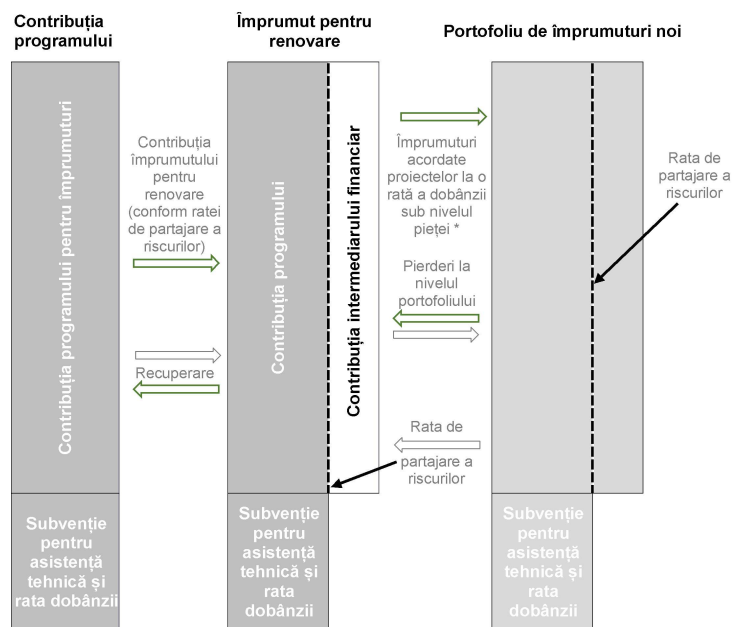 Contribuția
programului
Împrumut pentru
renovare
Portofoliu de împrumuturi noi
Contribuția programului pentru împrumuturi
Contribuția
împrumutului
pentru
renovare
(conform ratei
de partajare a
riscurilor)
Recuperare
Contribuția programului
Contribuția intermediarului financiar
Împrumuturi
acordate
proiectelor la o
rată a dobânzii
sub nivelul
pieței *
Pierderi la
nivelul
portofoliului
Rata de
partajare a
riscurilor
Rata de
partajare a
riscurilor
Subvenție
pentru
asistență
tehnică și
rata dobânzii
Subvenție
pentru
asistență
tehnică și
rata
dobânzii
Subvenție
pentru
asistență
tehnică și
rata
dobânzii